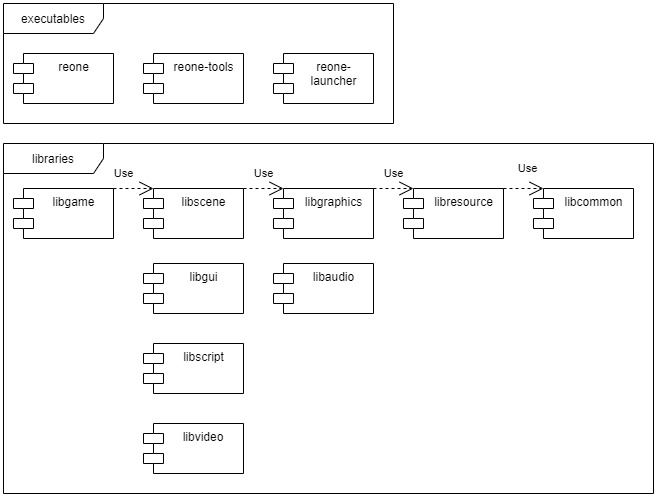 executables
reone
reone-tools
reone-
launcher
libraries
Use
Use
Use
Use
libgame
libscene
libgraphics
libresource
libcommon
libgui
libaudio
libscript
libvideo